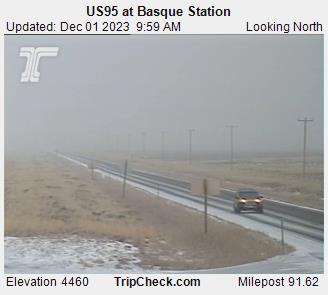 US95 at Basque Station
Updated: Dec 01 2023 9:59 AM Looking North
Elevation 4460 TripCheck.com Milepost 91.62